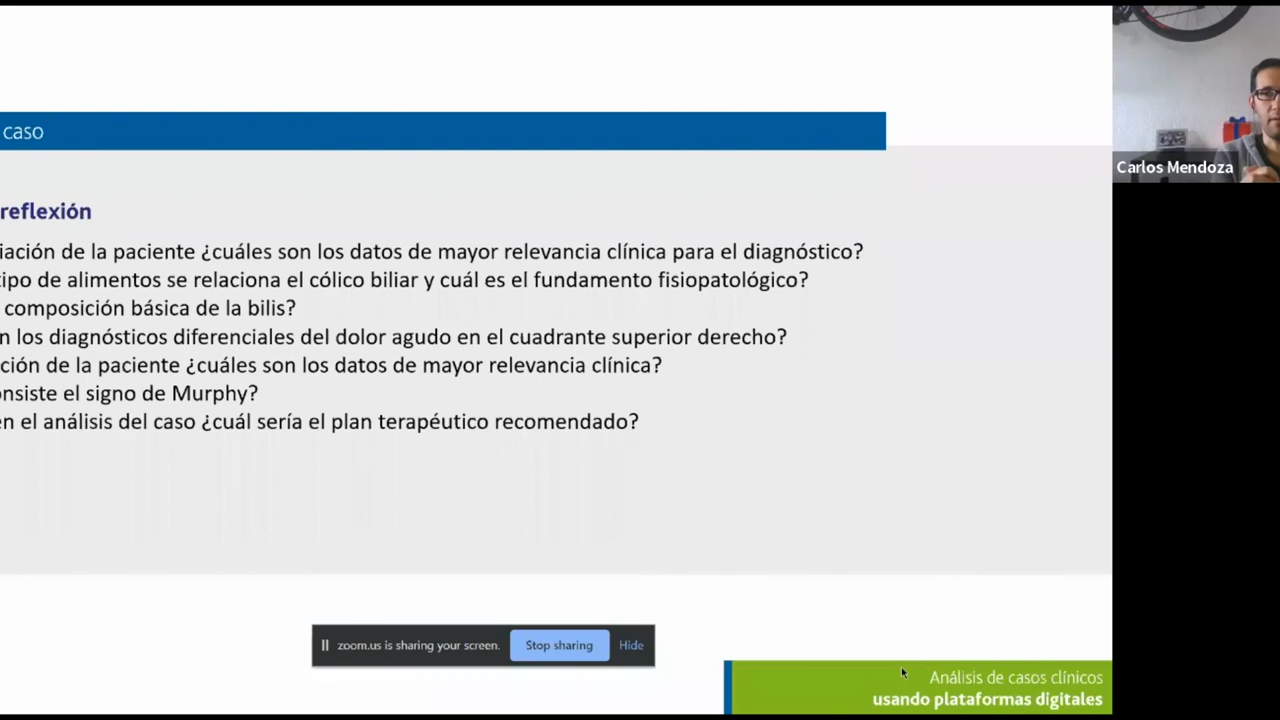 caso
reflexión
iación de la paciente ¿cuáles son los datos de mayor relevancia clínica para el diagnóstico?
tipo de alimentos se relaciona el cólico biliar y cuál es el fundamento fisiopatológico?
composición básica de la bilis?
n los diagnósticos diferenciales del dolor agudo en el cuadrante superior derecho?
ción de la paciente ¿cuáles son los datos de mayor relevancia clínica?
onsiste el signo de Murphy?
en el análisis del caso ¿cuál sería el plan terapéutico recomendado?
Carlos Mendoza
zoom.us is sharing your screen. Stop sharing Hide
Análisis de casos clínicos
usando plataformas digitales